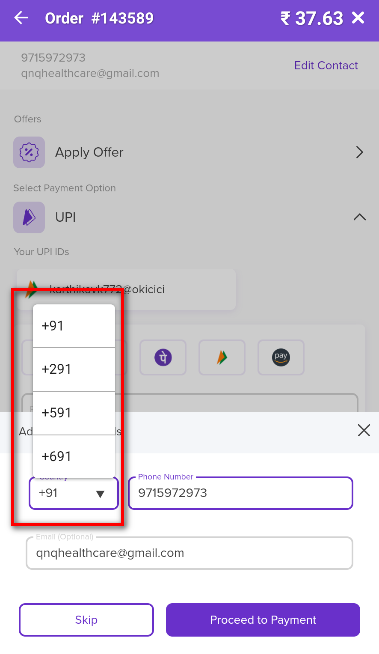 Order #143589
₹ 37.63
9715972973
qnqhealthcare@gmail.com
Edit Contact
Offers
Apply Offer
Select Payment Option
UPI
Your UPI IDs
pay
+91
+291
+591
+691
Country
+91
Phone Number
9715972973
Email (Optional)
qnqhealthcare@gmail.com
Skip
Proceed to Payment